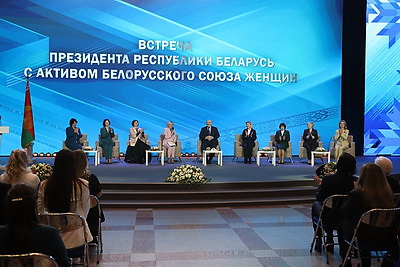 ВСТРЕЧА
ПРЕЗИДЕНТА РЕСПУБЛИКИ БЕЛАРУСЬ
С АКТИВОМ БЕЛОРУССКОГО СОЮЗА ЖЕНЩИН